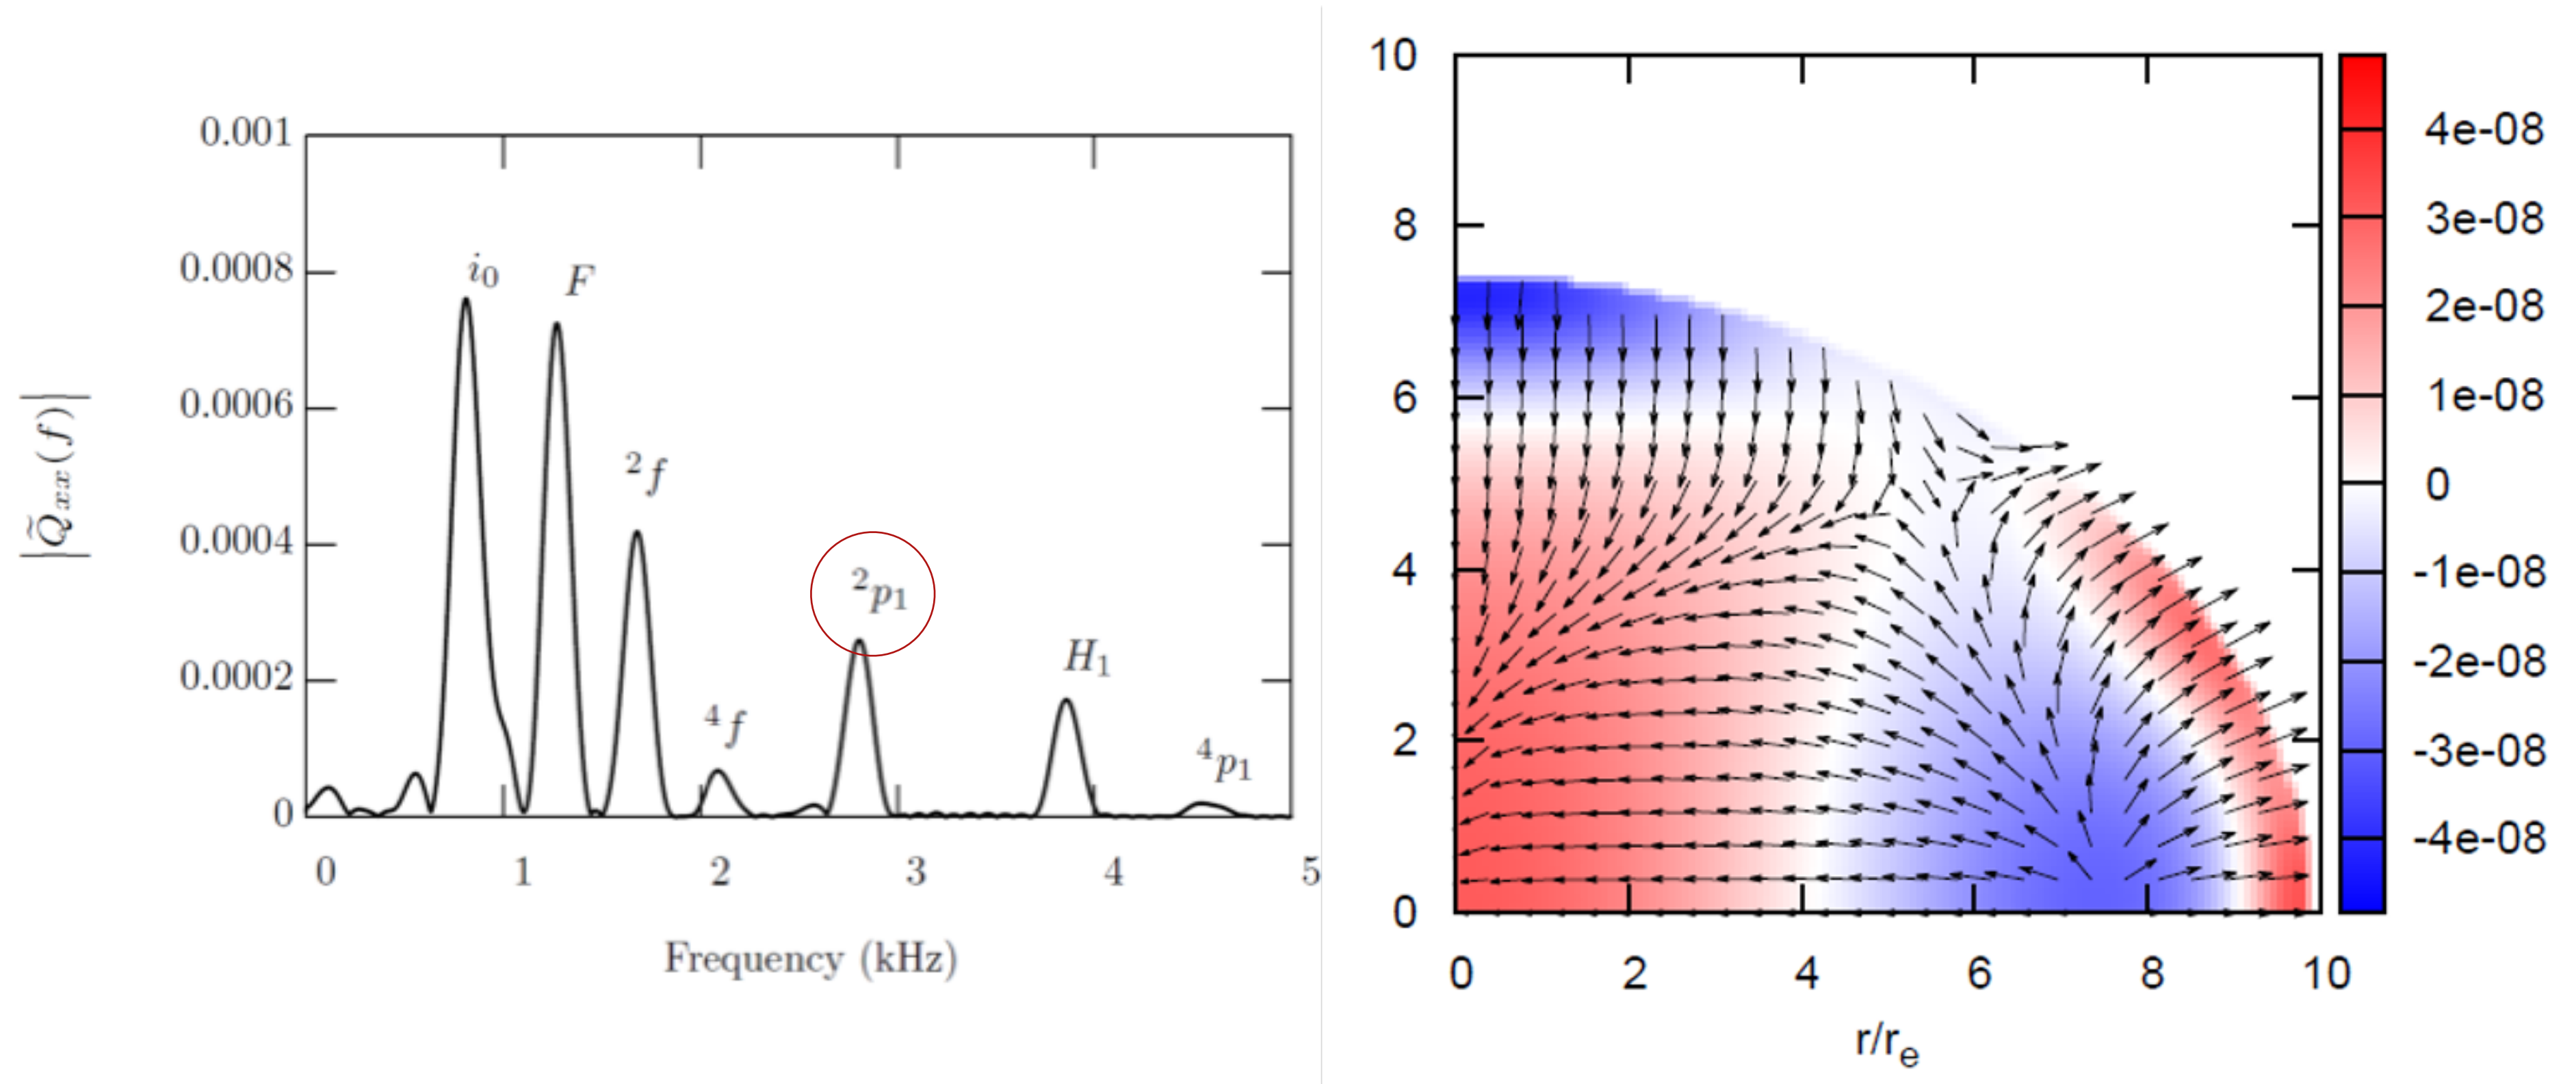 |Q̃xx(f)|
0.001
0.0008
0.0006
0.0004
0.0002
0
i₀
F
²f
⁴f
²p₁
H₁
⁴p₁
0 1 2 3 4 5
Frequency (kHz)
10
8
6
4
2
0
0 2 4 6 8 10
r/rₑ
4e-08
3e-08
2e-08
1e-08
0
-1e-08
-2e-08
-3e-08
-4e-08